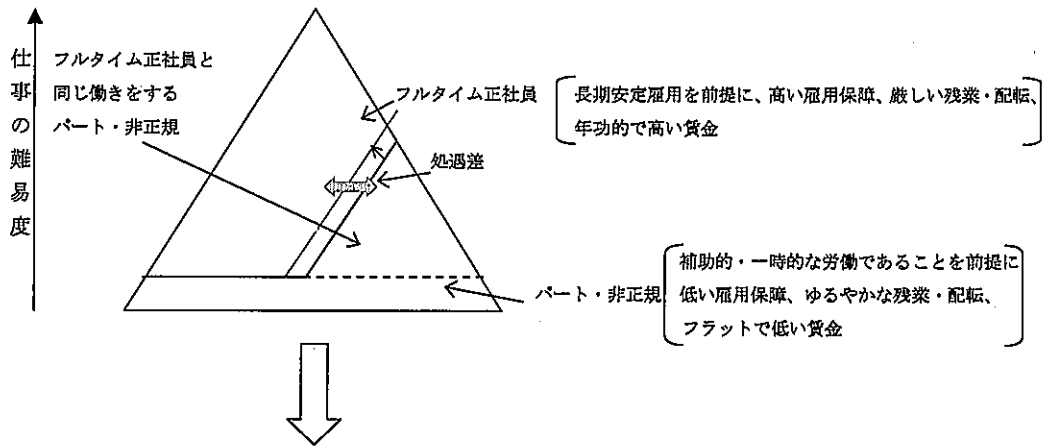 仕事の難易度
フルタイム正社員と
同じ働きをする
パート・非正規
フルタイム正社員
長期安定雇用を前提に、高い雇用保障、厳しい残業・配転、
年功的で高い賃金
処遇差
パート・非正規
補助的・一時的な労働であることを前提に
低い雇用保障、ゆるやかな残業・配転、
フラットで低い賃金